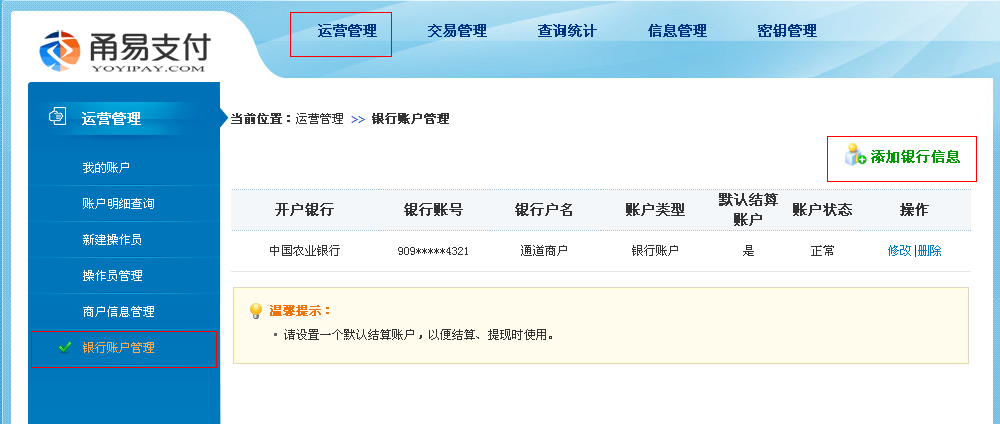 甬易支付
YOYIPAY.COM
运营管理 交易管理 查询统计 信息管理 密钥管理
运营管理
我的账户
账户明细查询
新建操作员
操作员管理
商户信息管理
银行账户管理
当前位置：运营管理 >> 银行账户管理
添加银行信息
开户银行 银行账号 银行户名 账户类型 默认结算账户 账户状态 操作
中国农业银行 909*****4321 通道商户 银行账户 是 正常 修改|删除
温馨提示：
• 请设置一个默认结算账户，以便结算、提现时使用。